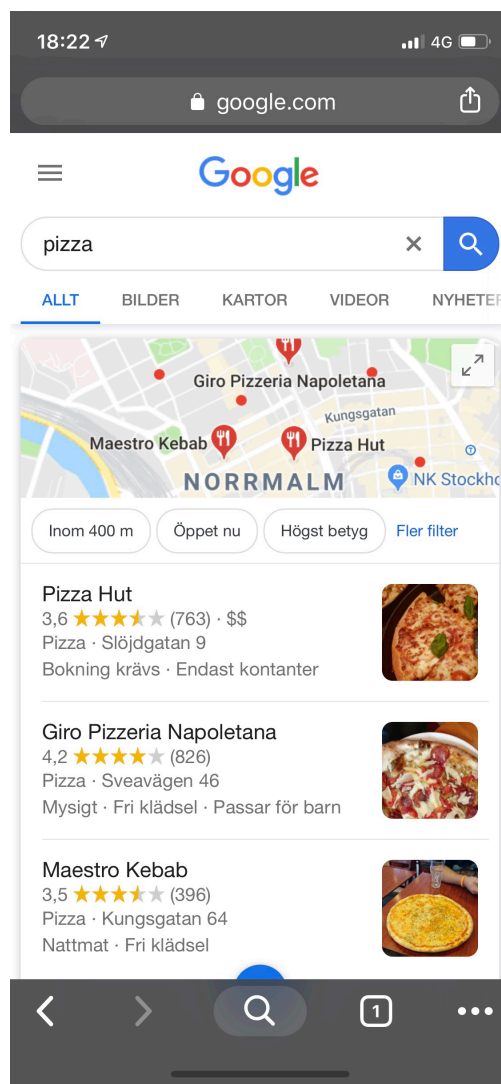 18:22
4G
google.com
Google
pizza
ALLT BILDER KARTOR VIDEOR NYHETER
Giro Pizzeria Napoletana
Kungsgatan
Maestro Kebab
Pizza Hut
NORRMALM
NK Stockho
Inom 400 m
Öppet nu
Högst betyg
Fler filter
Pizza Hut
3,6 (763) · $$
Pizza · Slöjdgatan 9
Bokning krävs · Endast kontanter
Giro Pizzeria Napoletana
4,2 (826)
Pizza · Sveavägen 46
Mysigt · Fri klädsel · Passar för barn
Maestro Kebab
3,5 (396)
Pizza · Kungsgatan 64
Nattmat · Fri klädsel
1